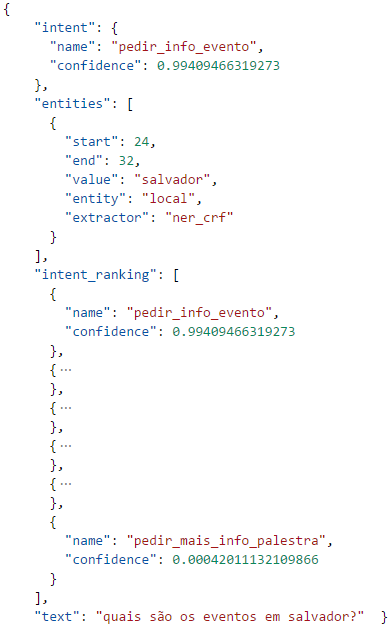 {
"intent": {
"name": "pedir_info_evento",
"confidence": 0.99409466319273
},
"entities": [
{
"start": 24,
"end": 32,
"value": "salvador",
"entity": "local",
"extractor": "ner_crf"
}
],
"intent_ranking": [
{
"name": "pedir_info_evento",
"confidence": 0.99409466319273
},
{ ···
},
{ ···
},
{ ···
},
{ ···
},
{
"name": "pedir_mais_info_palestra",
"confidence": 0.00042011132109866
}
],
"text": "quais são os eventos em salvador?" }